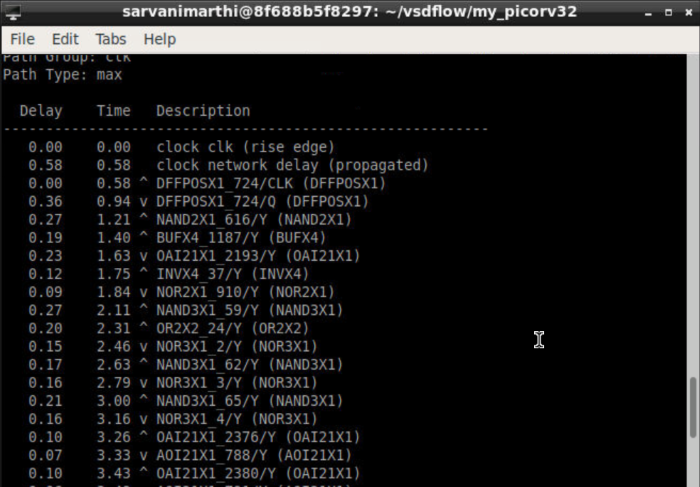 sarvanimarthi@8f688b5f8297: ~/vsdflow/my_picorv32
File Edit Tabs Help
Path Group: clk
Path Type: max
Delay Time Description
-----------------------------------------------------------
0.00 0.00 clock clk (rise edge)
0.58 0.58 clock network delay (propagated)
0.00 0.58 ^ DFFPOSX1_724/CLK (DFFPOSX1)
0.36 0.94 v DFFPOSX1_724/Q (DFFPOSX1)
0.27 1.21 ^ NAND2X1_616/Y (NAND2X1)
0.19 1.40 ^ BUFX4_1187/Y (BUFX4)
0.23 1.63 v OAI21X1_2193/Y (OAI21X1)
0.12 1.75 ^ INVX4_37/Y (INVX4)
0.09 1.84 v NOR2X1_910/Y (NOR2X1)
0.27 2.11 ^ NAND3X1_59/Y (NAND3X1)
0.20 2.31 ^ OR2X2_24/Y (OR2X2)
0.15 2.46 v NOR3X1_2/Y (NOR3X1)
0.17 2.63 ^ NAND3X1_62/Y (NAND3X1)
0.16 2.79 v NOR3X1_3/Y (NOR3X1)
0.21 3.00 ^ NAND3X1_65/Y (NAND3X1)
0.16 3.16 v NOR3X1_4/Y (NOR3X1)
0.10 3.26 ^ OAI21X1_2376/Y (OAI21X1)
0.07 3.33 v AOI21X1_788/Y (AOI21X1)
0.10 3.43 ^ OAI21X1_2380/Y (OAI21X1)